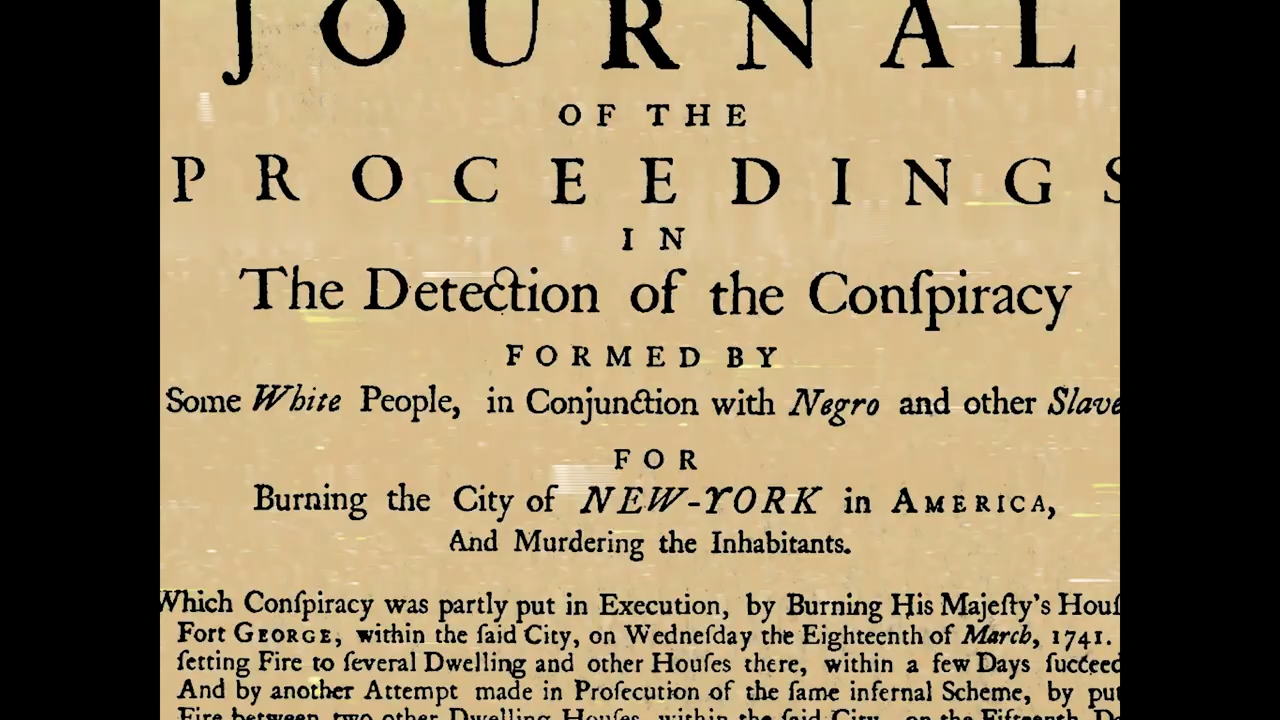 JOURNAL
OF THE
PROCEEDINGS
IN
The Detection of the Conſpiracy
FORMED BY
Some White People, in Conjunction with Negro and other Slave
FOR
Burning the City of NEW-YORK in AMERICA,
And Murdering the Inhabitants.
Which Conſpiracy was partly put in Execution, by Burning His Majeſty's Houſ
Fort GEORGE, within the ſaid City, on Wedneſday the Eighteenth of March, 1741.
ſetting Fire to ſeveral Dwelling and other Houſes there, within a few Days ſucceed
And by another Attempt made in Proſecution of the ſame infernal Scheme, by put
Fire between two other Dwelling Houſes, within the ſaid City, on the Fifteenth D